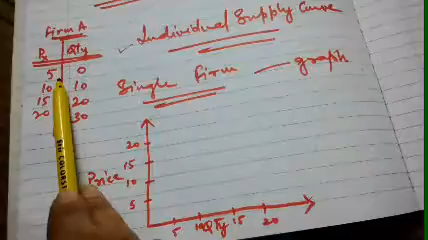 Firm A
Individual Supply Curve
Px Qty
5 0
10 10
15 20
20 30
Single firm — graph
20
15
Price 10
5
5 10 Qty 15 20